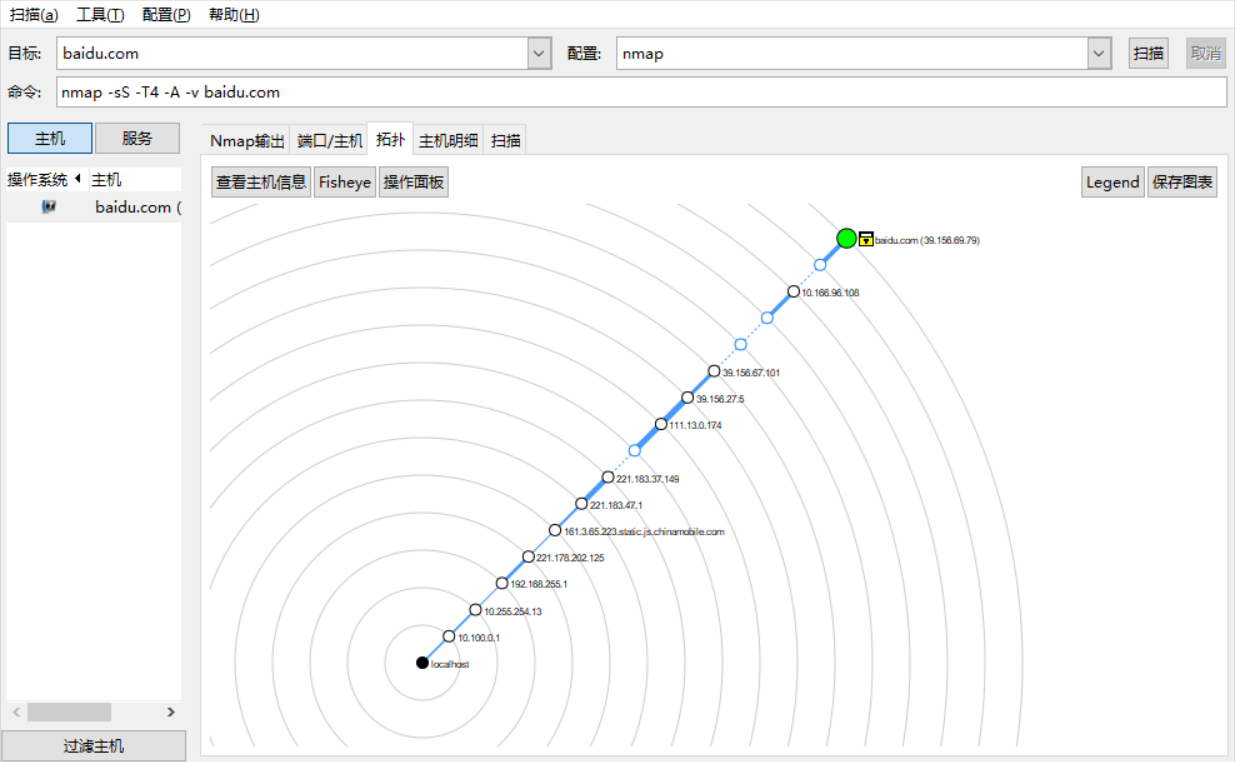 扫描(a) 工具(T) 配置(P) 帮助(H)
目标: baidu.com 配置: nmap 扫描 取消
命令: nmap -sS -T4 -A -v baidu.com
主机 服务 Nmap输出 端口/主机 拓扑 主机明细 扫描
操作系统 主机 查看主机信息 Fisheye 操作面板 Legend 保存图表
baidu.com (
baidu.com (39.156.69.79)
10.166.96.108
39.156.67.101
39.156.27.5
111.13.0.174
221.183.37.149
221.183.47.1
161.3.65.223.static.js.chinamobile.com
221.178.202.125
192.168.255.1
10.255.254.13
10.100.0.1
localhost
过滤主机